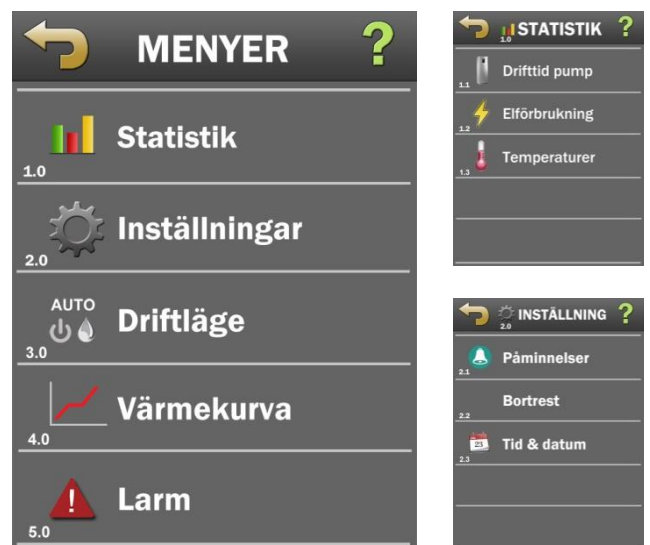 MENYER ?
Statistik
1.0
Inställningar
2.0
AUTO
Driftläge
3.0
Värmekurva
4.0
Larm
5.0
STATISTIK ?
1.0
Drifttid pump
1.1
Elförbrukning
1.2
Temperaturer
1.3
INSTÄLLNING ?
2.0
Påminnelser
2.1
Bortrest
2.2
23
Tid & datum
2.3